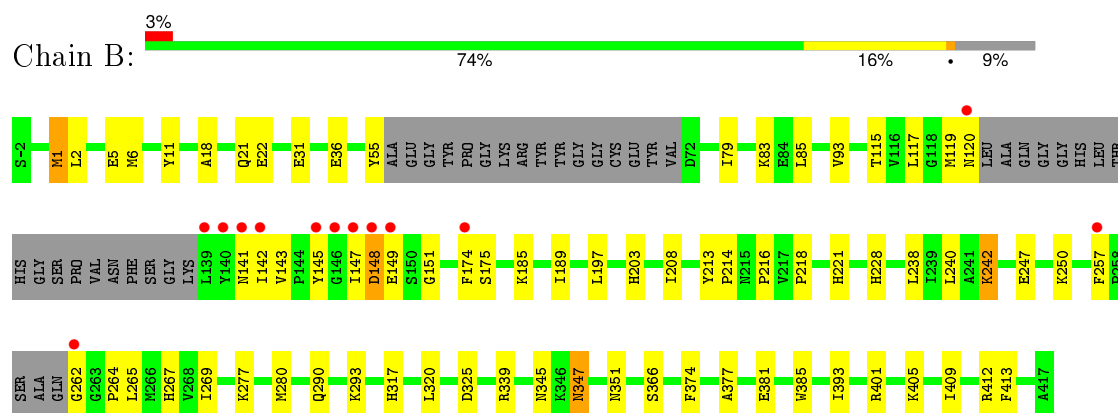 3%
Chain B:
74% 16% • 9%
S-2 M1 L2 E5 M6 Y11 A18 Q21 E22 E31 E36 Y55 ALA GLU GLY TYR PRO GLY LYS ARG TYR TYR GLY GLY CYS GLU TYR VAL D72 I79 K83 E84 L85 V93 T115 V116 L117 G118 M119 N120 LEU ALA GLN GLY GLY HIS LEU THR
HIS GLY SER PRO VAL ASN PHE SER GLY LYS L139 Y140 N141 I142 V143 P144 Y145 G146 I147 D148 E149 S150 G151 F174 S175 K185 I189 L197 H203 I208 Y213 P214 N215 P216 V217 P218 H221 H228 L238 I239 L240 A241 K242 E247 K250 F257 P258
SER ALA GLN G262 G263 P264 L265 M266 H267 V268 I269 K277 M280 Q290 K293 H317 L320 D325 R339 N345 K346 N347 N351 S366 F374 A377 E381 W385 I393 R401 K405 I409 R412 F413 A417